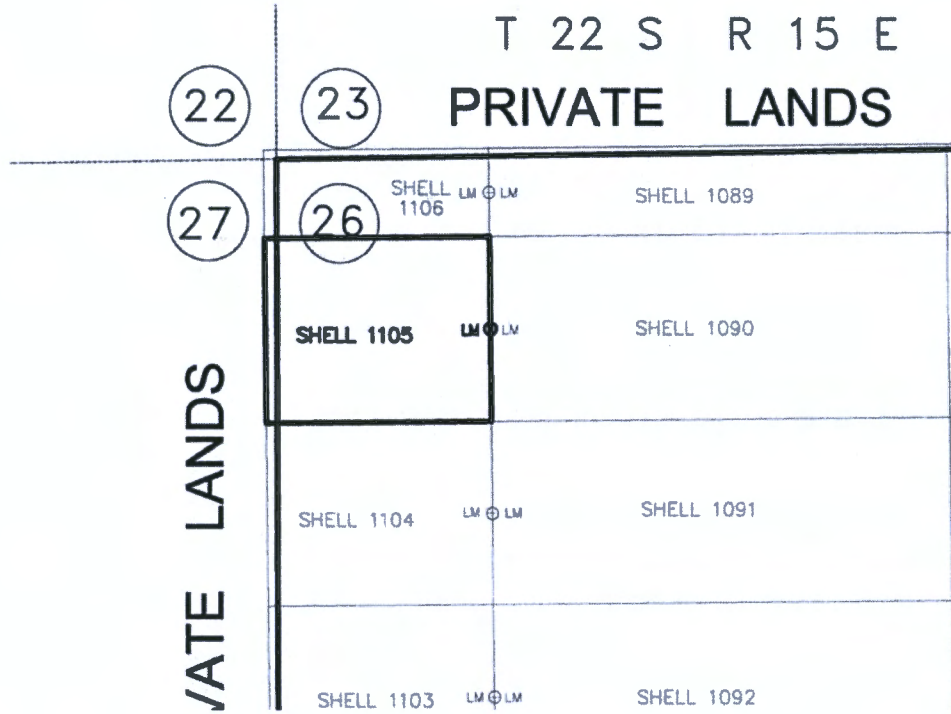 T 22 S R 15 E
22 23 PRIVATE LANDS
27 26
SHELL
1106
LM LM
SHELL 1089
SHELL 1105
LM LM
SHELL 1090
SHELL 1104
LM LM
SHELL 1091
SHELL 1103
LM LM
SHELL 1092
VATE LANDS